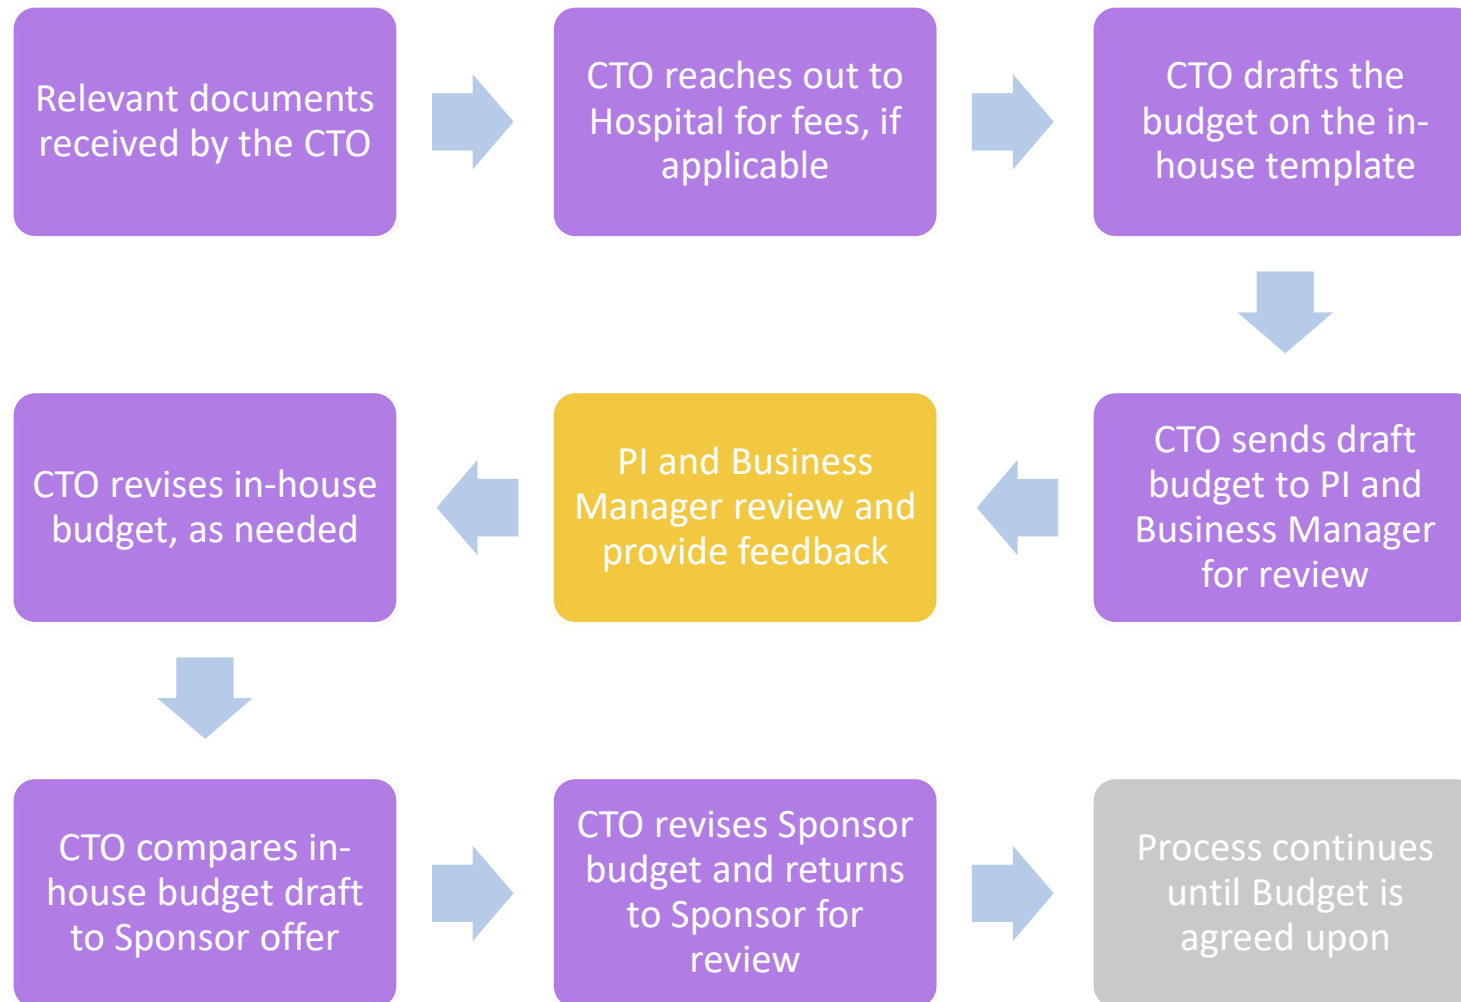 Relevant documents
received by the CTO
CTO reaches out to
Hospital for fees, if
applicable
CTO drafts the
budget on the in-
house template
CTO sends draft
budget to PI and
Business Manager
for review
PI and Business
Manager review and
provide feedback
CTO revises in-house
budget, as needed
CTO compares in-
house budget draft
to Sponsor offer
CTO revises Sponsor
budget and returns
to Sponsor for
review
Process continues
until Budget is
agreed upon